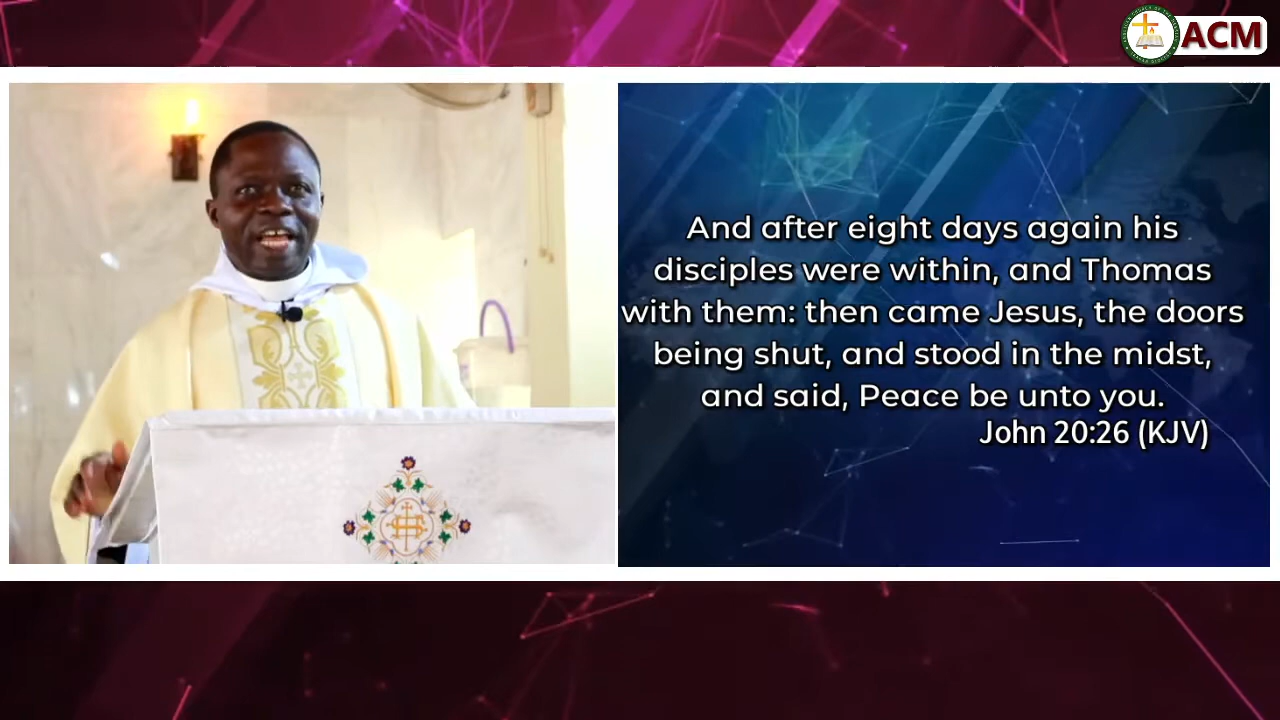 ACM
And after eight days again his
disciples were within, and Thomas
with them: then came Jesus, the doors
being shut, and stood in the midst,
and said, Peace be unto you.
John 20:26 (KJV)